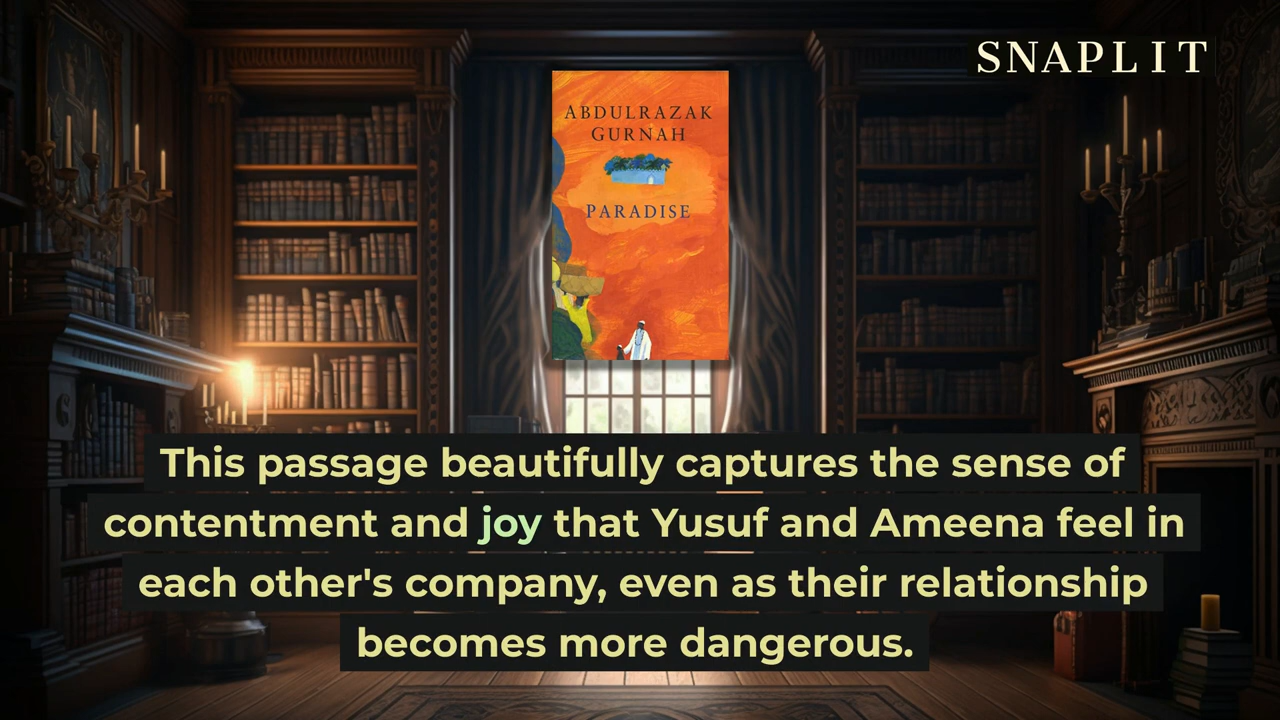 SNAPLIT
ABDULRAZAK
GURNAH
PARADISE
This passage beautifully captures the sense of
contentment and joy that Yusuf and Ameena feel in
each other's company, even as their relationship
becomes more dangerous.